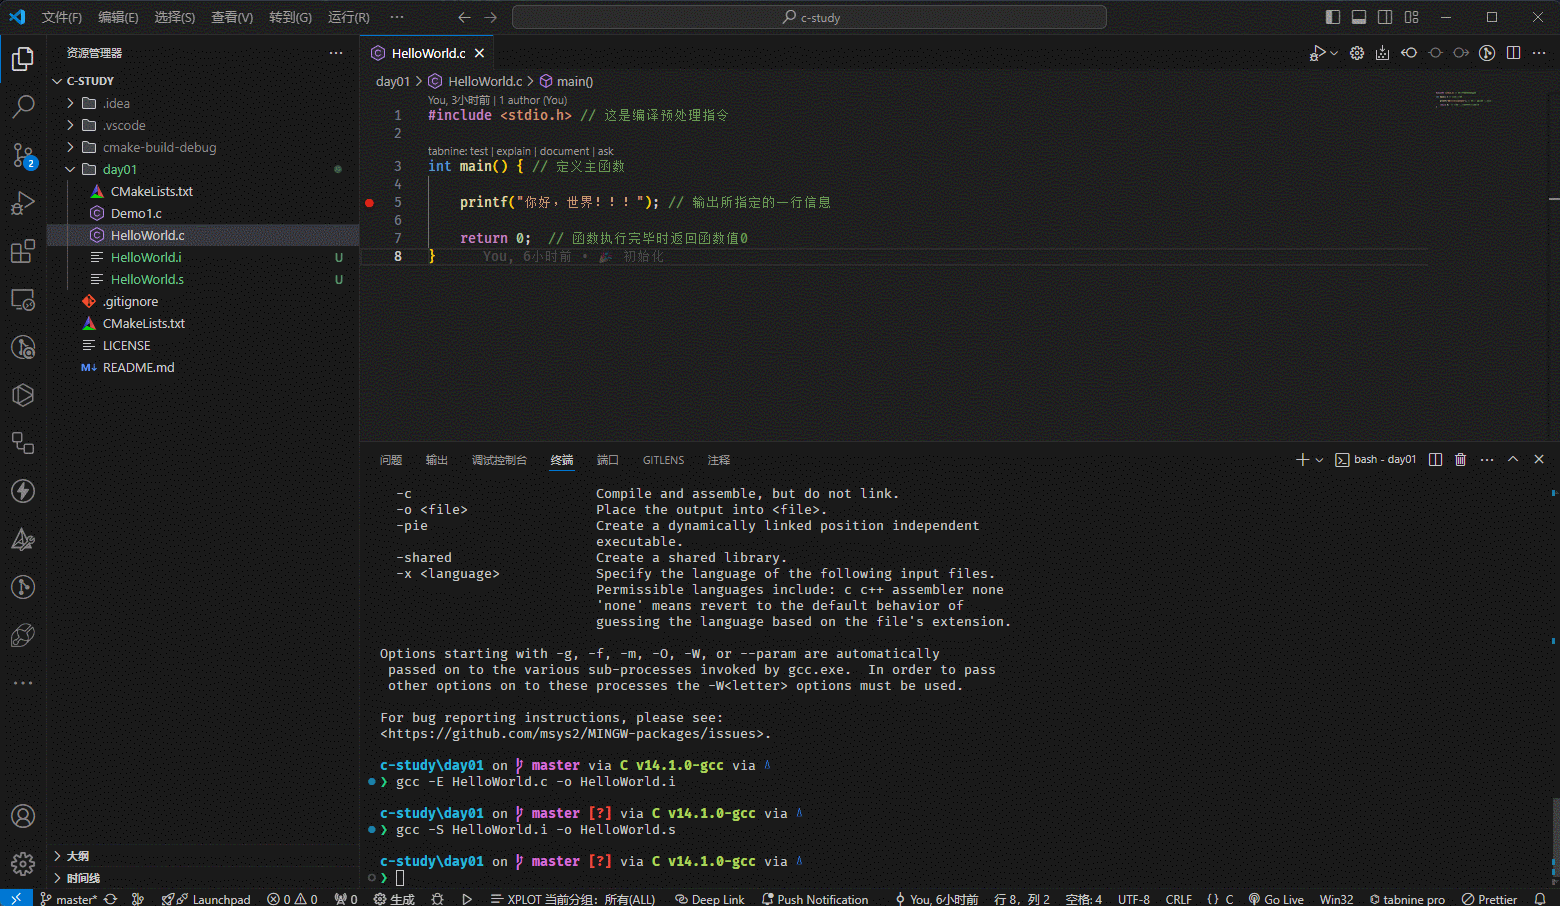 文件(F) 编辑(E) 选择(S) 查看(V) 转到(G) 运行(R) ··· c-study
资源管理器 ···
HelloWorld.c
C-STUDY
.idea
.vscode
cmake-build-debug
day01
CMakeLists.txt
Demo1.c
HelloWorld.c
HelloWorld.i U
HelloWorld.s U
.gitignore
CMakeLists.txt
LICENSE
M↓ README.md
大纲
时间线
day01 > HelloWorld.c > main()
You, 3小时前 | 1 author (You)
1 #include <stdio.h> // 这是编译预处理指令
2
tabnine: test | explain | document | ask
3 int main() { // 定义主函数
4
5 printf("你好，世界！！！"); // 输出所指定的一行信息
6
7 return 0; // 函数执行完毕时返回函数值0
8 } You, 6小时前 • 初始化
问题 输出 调试控制台 终端 端口 GITLENS 注释 bash - day01
-c Compile and assemble, but do not link.
-o <file> Place the output into <file>.
-pie Create a dynamically linked position independent
executable.
-shared Create a shared library.
-x <language> Specify the language of the following input files.
Permissible languages include: c c++ assembler none
'none' means revert to the default behavior of
guessing the language based on the file's extension.
Options starting with -g, -f, -m, -O, -W, or --param are automatically
passed on to the various sub-processes invoked by gcc.exe. In order to pass
other options on to these processes the -W<letter> options must be used.
For bug reporting instructions, please see:
<https://github.com/msys2/MINGW-packages/issues>.
c-study\day01 on master via C v14.1.0-gcc via
❯ gcc -E HelloWorld.c -o HelloWorld.i
c-study\day01 on master [?] via C v14.1.0-gcc via
❯ gcc -S HelloWorld.i -o HelloWorld.s
c-study\day01 on master [?] via C v14.1.0-gcc via
❯
2
master* Launchpad 0 0 0 生成 XPLOT 当前分组：所有(ALL) Deep Link Push Notification You, 6小时前 行 8，列 2 空格: 4 UTF-8 CRLF {} C Go Live Win32 tabnine pro Prettier